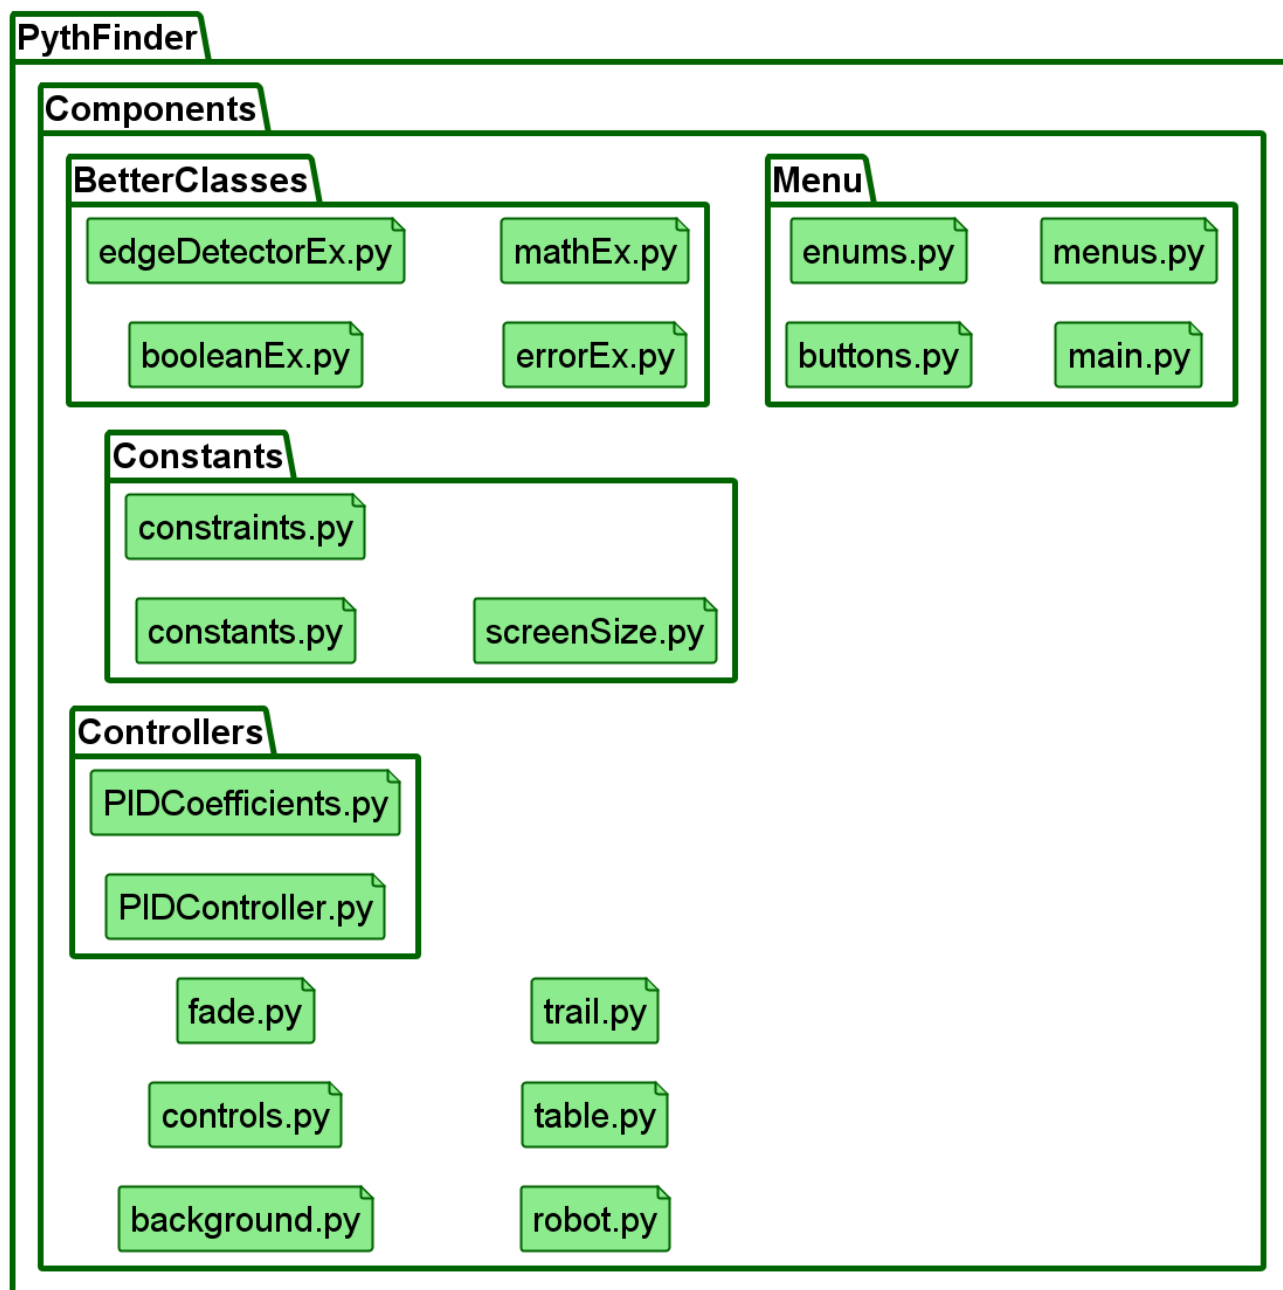 PythFinder
Components
BetterClasses
edgeDetectorEx.py
mathEx.py
booleanEx.py
errorEx.py
Menu
enums.py
menus.py
buttons.py
main.py
Constants
constraints.py
constants.py
screenSize.py
Controllers
PIDCoefficients.py
PIDController.py
fade.py
trail.py
controls.py
table.py
background.py
robot.py